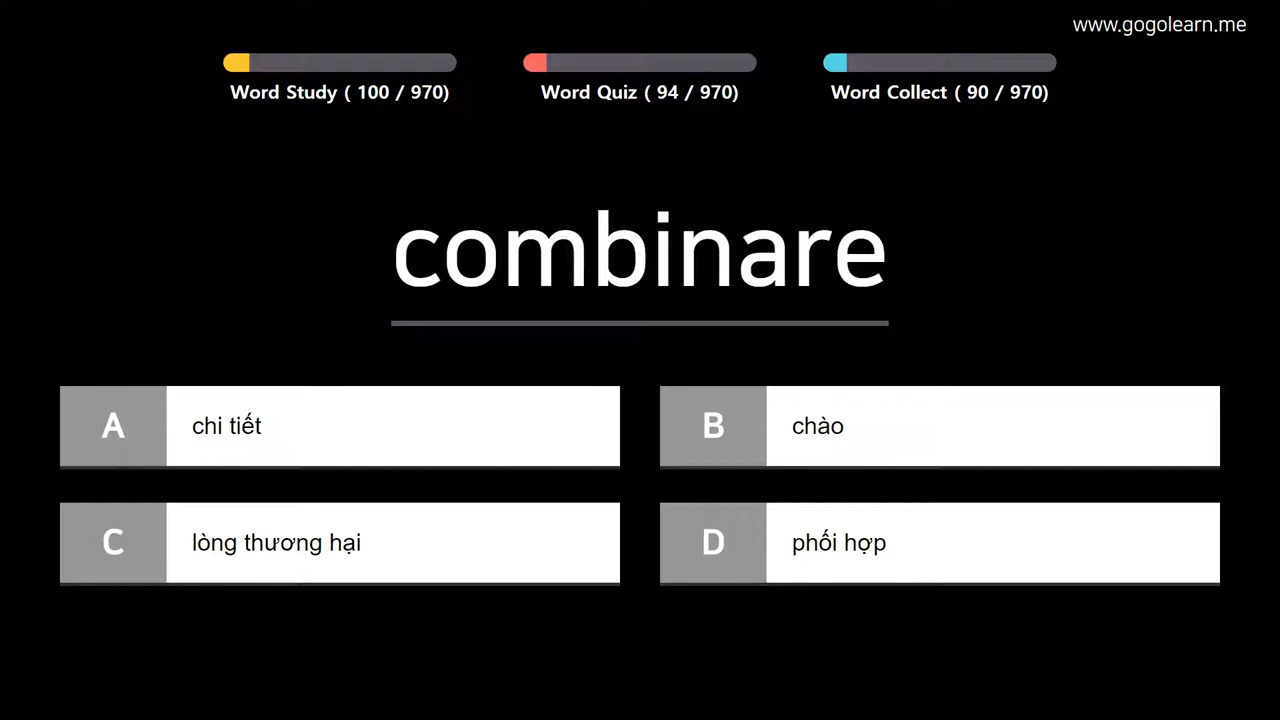 www.gogolearn.me
Word Study ( 100 / 970)
Word Quiz ( 94 / 970)
Word Collect ( 90 / 970)
combinare
A chi tiết
B chào
C lòng thương hại
D phối hợp